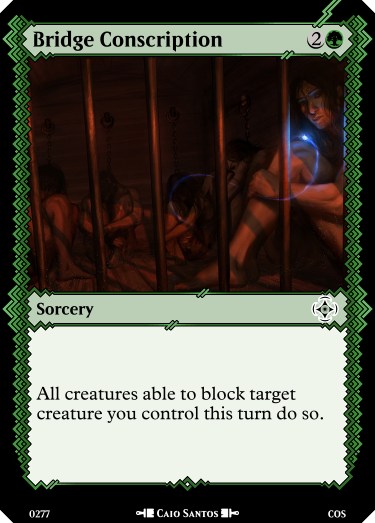 Bridge Conscription 2
Sorcery
All creatures able to block target
creature you control this turn do so.
0277 Caio Santos COS